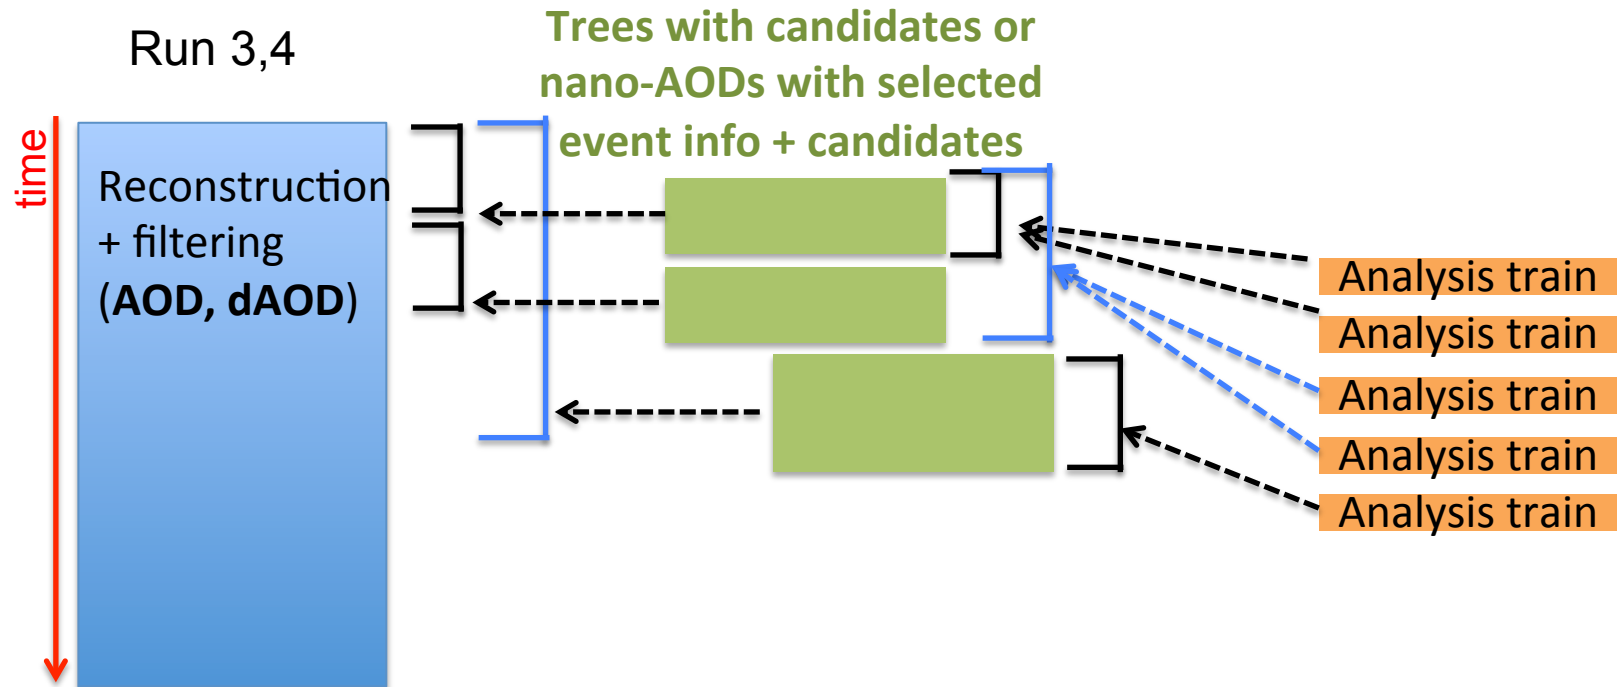 Run 3,4
Trees with candidates or
nano-AODs with selected
event info + candidates
time
Reconstruction
+ filtering
(AOD, dAOD)
Analysis train
Analysis train
Analysis train
Analysis train
Analysis train